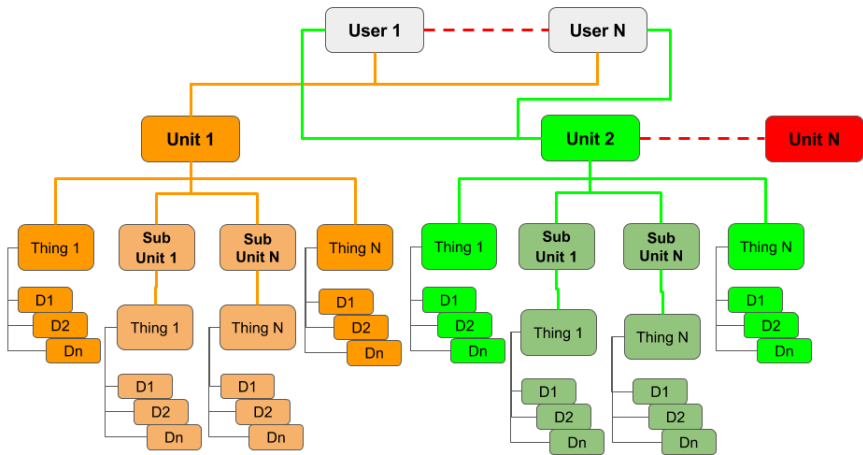 User 1
User N
Unit 1
Unit 2
Unit N
Thing 1
Sub
Unit 1
Sub
Unit N
Thing N
Thing 1
Sub
Unit 1
Sub
Unit N
Thing N
D1
D2
Dn
Thing 1
Thing N
D1
D2
Dn
D1
D2
Dn
Thing 1
Thing N
D1
D2
Dn
D1
D2
Dn
D1
D2
Dn
D1
D2
Dn
D1
D2
Dn